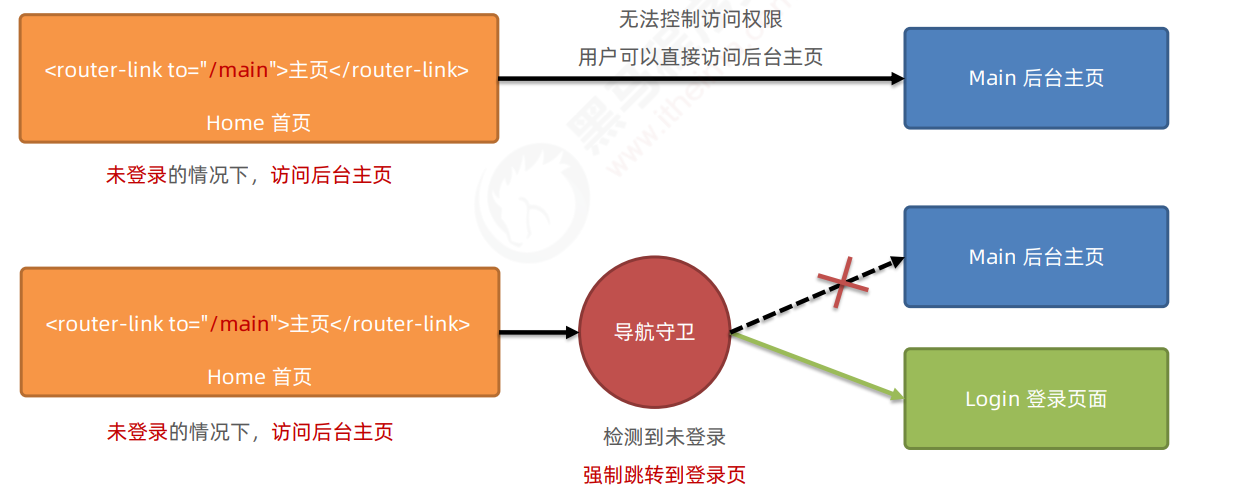 无法控制访问权限
用户可以直接访问后台主页
<router-link to="/main">主页</router-link>
Home 首页
Main 后台主页
未登录的情况下，访问后台主页
Main 后台主页
<router-link to="/main">主页</router-link>
Home 首页
导航守卫
Login 登录页面
未登录的情况下，访问后台主页
检测到未登录
强制跳转到登录页